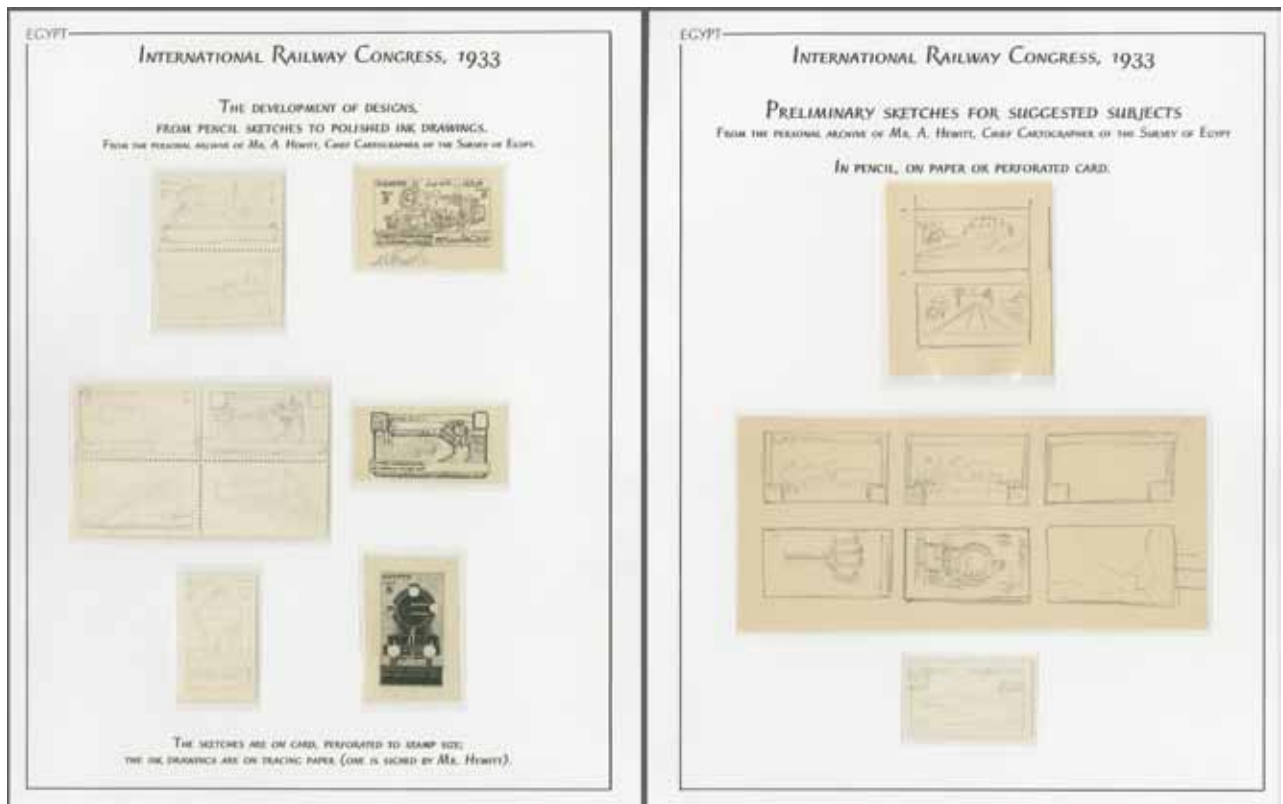 EGYPT
INTERNATIONAL RAILWAY CONGRESS, 1933
THE DEVELOPMENT OF DESIGNS,
FROM PENCIL SKETCHES TO POLISHED INK DRAWINGS.
FROM THE PERSONAL ARCHIVE OF MR. A. HEWITT, CHIEF CARTOGRAPHER OF THE SURVEY OF EGYPT.
THE SKETCHES ARE ON CARD, PERFORATED TO STAMP SIZE;
THE INK DRAWINGS ARE ON TRACING PAPER (ONE IS SIGNED BY MR. HEWITT).
EGYPT
INTERNATIONAL RAILWAY CONGRESS, 1933
PRELIMINARY SKETCHES FOR SUGGESTED SUBJECTS
FROM THE PERSONAL ARCHIVE OF MR. A. HEWITT, CHIEF CARTOGRAPHER OF THE SURVEY OF EGYPT
IN PENCIL, ON PAPER OR PERFORATED CARD.